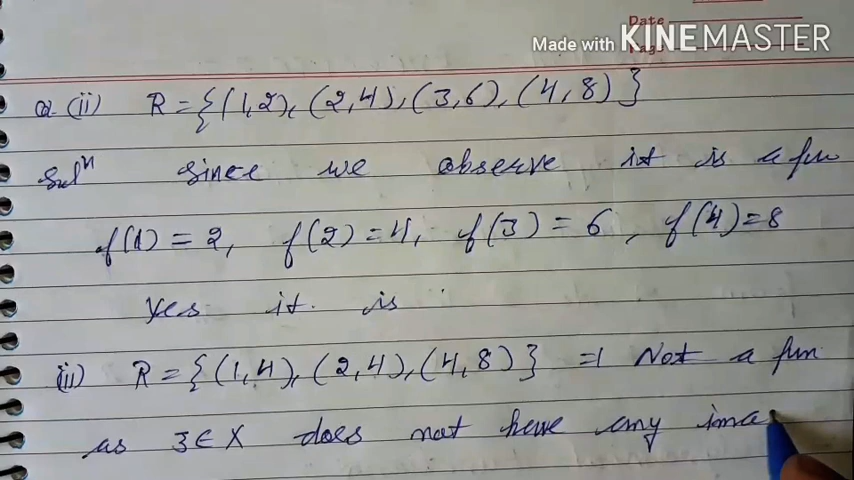 Date
Made with KINEMASTER
Q (ii) R = {(1,2), (2,4), (3,6), (4,8)}
Solⁿ since we observe it is a fun
f(1) = 2, f(2) = 4, f(3) = 6, f(4) = 8
Yes it is
(ii) R = {(1,4), (2,4), (4,8)} => Not a fun
as 3 ∈ X does not have any ima